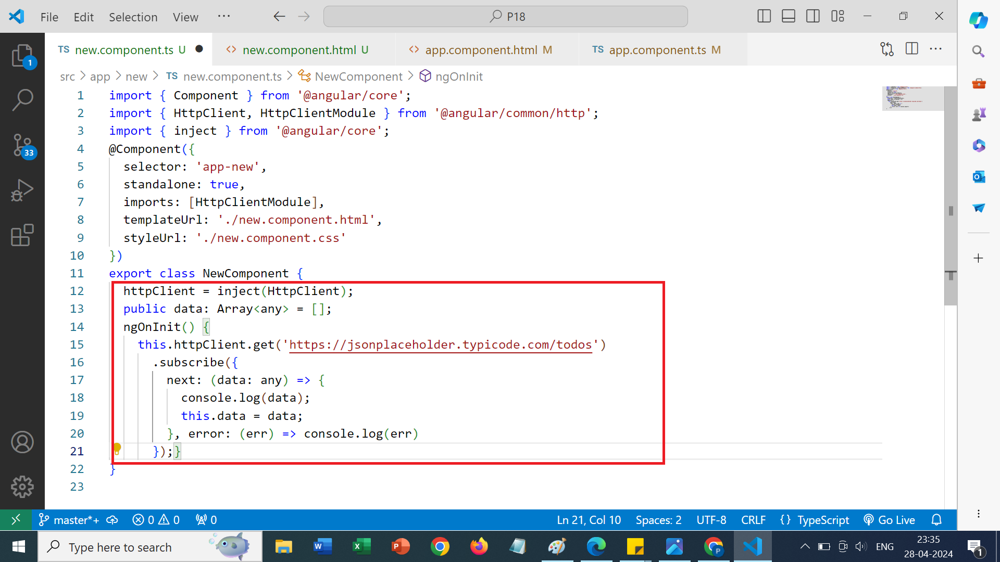 File Edit Selection View ··· P18
TS new.component.ts U ● <> new.component.html U <> app.component.html M TS app.component.ts M
src > app > new > TS new.component.ts > NewComponent > ngOnInit
1 import { Component } from '@angular/core';
2 import { HttpClient, HttpClientModule } from '@angular/common/http';
3 import { inject } from '@angular/core';
4 @Component({
5   selector: 'app-new',
6   standalone: true,
7   imports: [HttpClientModule],
8   templateUrl: './new.component.html',
9   styleUrl: './new.component.css'
10 })
11 export class NewComponent {
12   httpClient = inject(HttpClient);
13   public data: Array<any> = [];
14   ngOnInit() {
15     this.httpClient.get('https://jsonplaceholder.typicode.com/todos')
16       .subscribe({
17         next: (data: any) => {
18           console.log(data);
19           this.data = data;
20         }, error: (err) => console.log(err)
21       });}
22 }
23
1
33
master*+ 0 0 0 Ln 21, Col 10 Spaces: 2 UTF-8 CRLF {} TypeScript Go Live
Type here to search ENG 23:35
28-04-2024 1